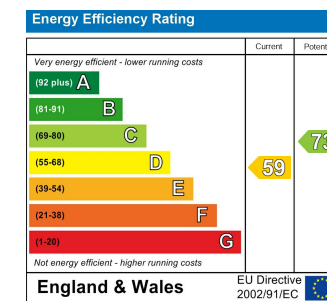 Energy Efficiency Rating
Current
Very energy efficient - lower running costs
(92 plus) A
(81-91) B
(69-80) C
73
(55-68) D
59
(39-54) E
(21-38) F
(1-20) G
Not energy efficient - higher running costs
England & Wales
EU Directive
2002/91/EC